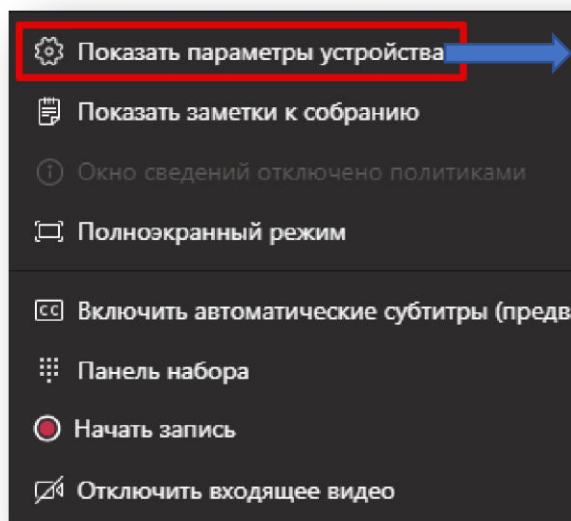 Показать параметры устройства
Показать заметки к собранию
Окно сведений отключено политиками
Полноэкранный режим
CC Включить автоматические субтитры (предв
Панель набора
Начать запись
Отключить входящее видео